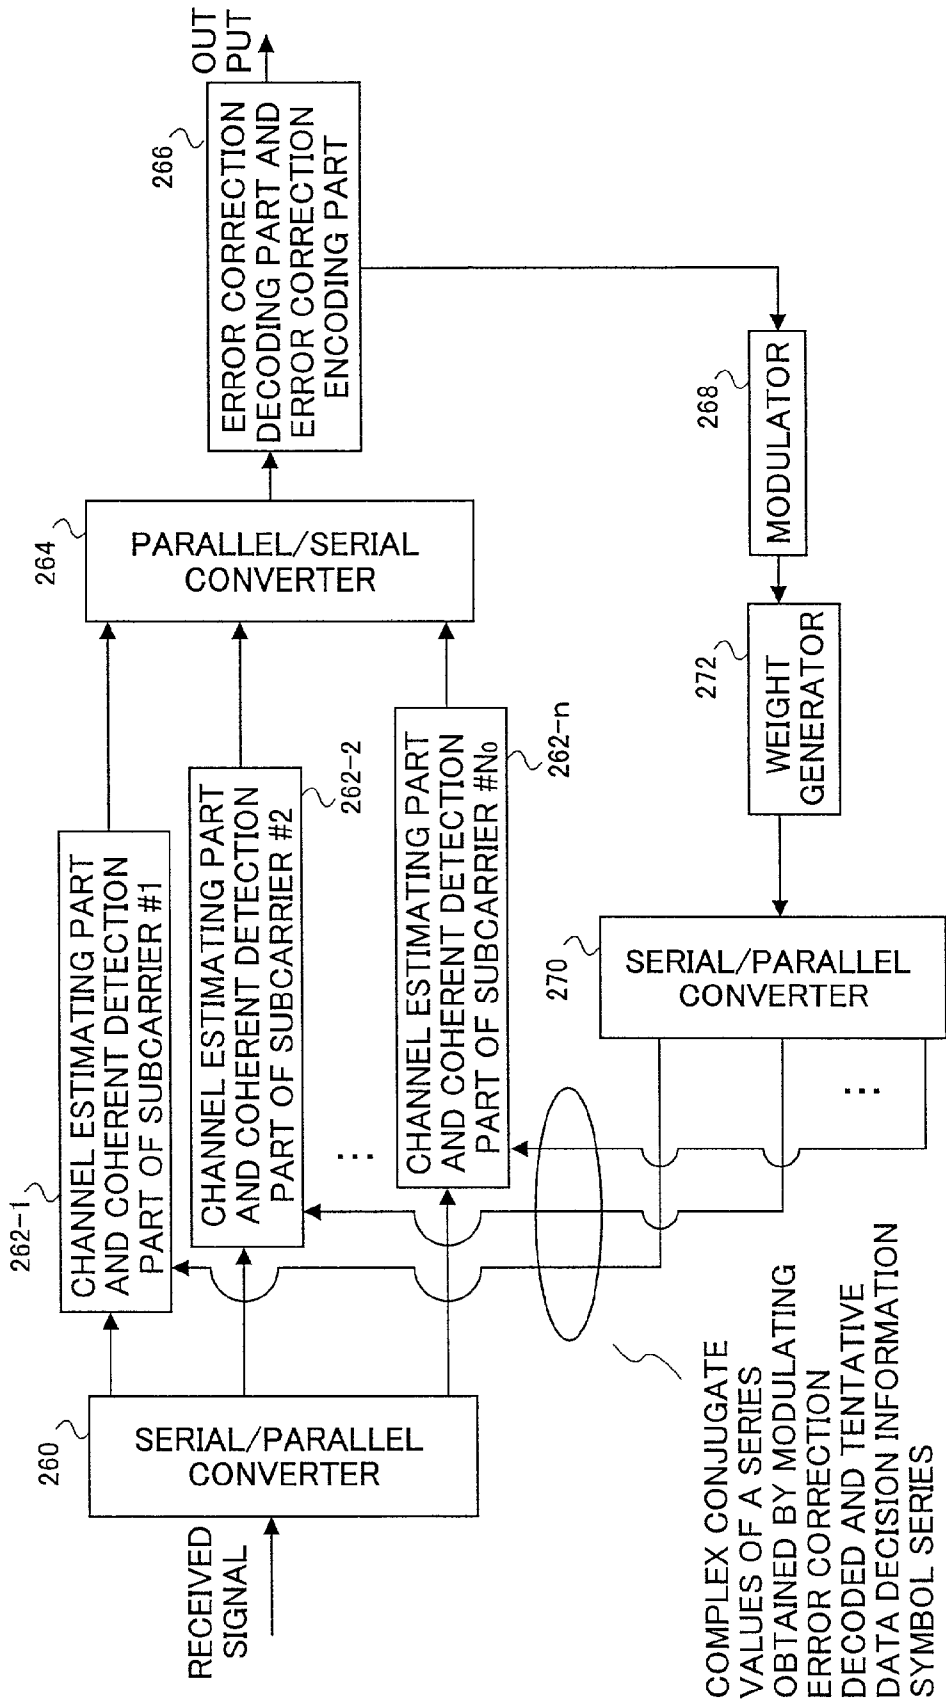 RECEIVED
SIGNAL
260
SERIAL/PARALLEL
CONVERTER
262-1
CHANNEL ESTIMATING PART
AND COHERENT DETECTION
PART OF SUBCARRIER #1
CHANNEL ESTIMATING PART
AND COHERENT DETECTION
PART OF SUBCARRIER #2
262-2
...
CHANNEL ESTIMATING PART
AND COHERENT DETECTION
PART OF SUBCARRIER #N₀
262-n
264
PARALLEL/SERIAL
CONVERTER
266
ERROR CORRECTION
DECODING PART AND
ERROR CORRECTION
ENCODING PART
OUT
PUT
268
MODULATOR
272
WEIGHT
GENERATOR
270
SERIAL/PARALLEL
CONVERTER
...
COMPLEX CONJUGATE
VALUES OF A SERIES
OBTAINED BY MODULATING
ERROR CORRECTION
DECODED AND TENTATIVE
DATA DECISION INFORMATION
SYMBOL SERIES